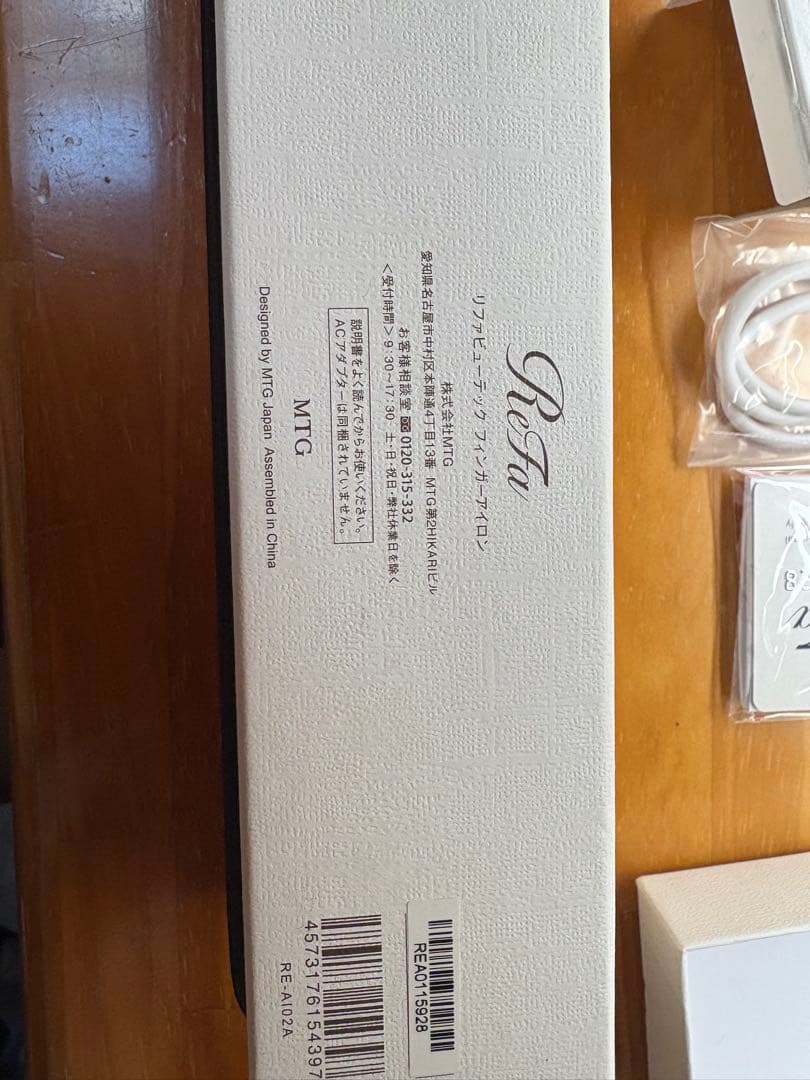 ReFa
リファビューテック フィンガーアイロン
株式会社MTG
愛知県名古屋市中村区本陣通4丁目13番 MTG第2HIKARIビル
お客様相談室 0120-315-332
<受付時間>9:30~17:30 土・日・祝日・弊社休業日を除く
説明書をよく読んでからお使いください。
ACアダプターは同梱されていません。
MTG
Designed by MTG Japan Assembled in China
REA0115928
4573176154397
RE-AI02A